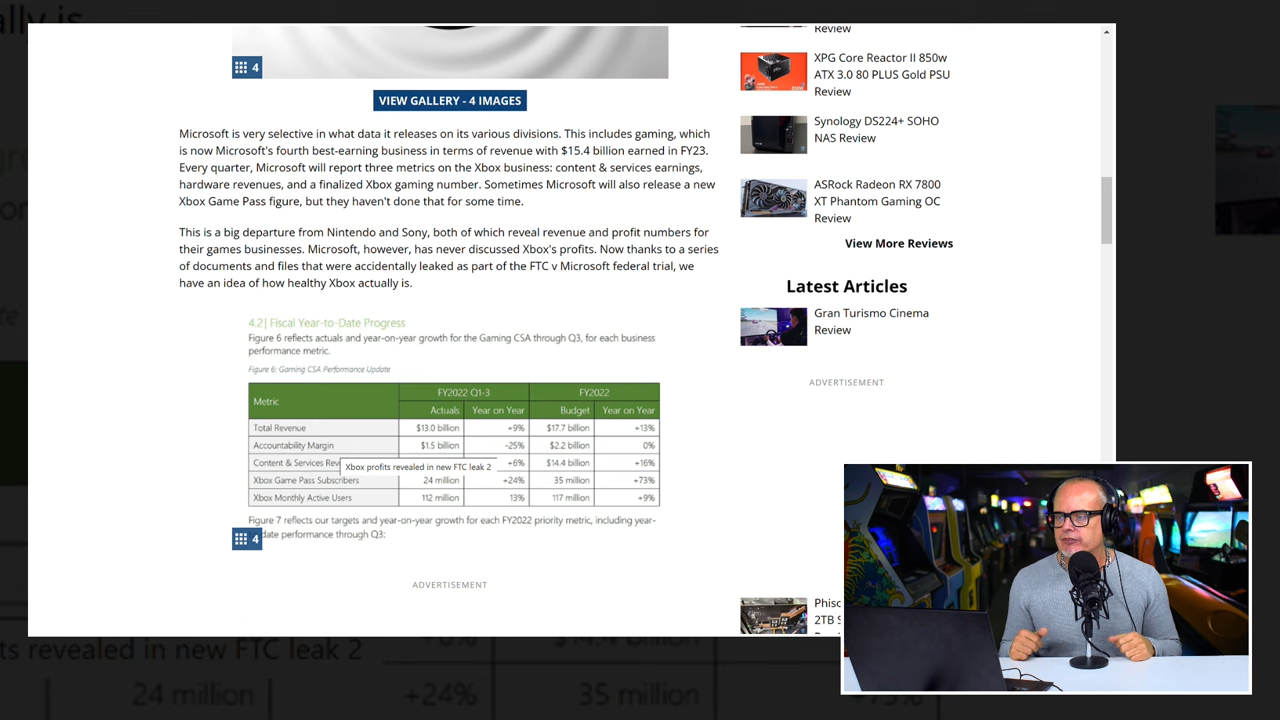 ally is
4
VIEW GALLERY - 4 IMAGES
Microsoft is very selective in what data it releases on its various divisions. This includes gaming, which
is now Microsoft's fourth best-earning business in terms of revenue with $15.4 billion earned in FY23.
Every quarter, Microsoft will report three metrics on the Xbox business: content & services earnings,
hardware revenues, and a finalized Xbox gaming number. Sometimes Microsoft will also release a new
Xbox Game Pass figure, but they haven't done that for some time.
This is a big departure from Nintendo and Sony, both of which reveal revenue and profit numbers for
their games businesses. Microsoft, however, has never discussed Xbox's profits. Now thanks to a series
of documents and files that were accidentally leaked as part of the FTC v Microsoft federal trial, we
have an idea of how healthy Xbox actually is.
4.2| Fiscal Year-to-Date Progress
Figure 6 reflects actuals and year-on-year growth for the Gaming CSA through Q3, for each business
performance metric.
Figure 6: Gaming CSA Performance Update
Metric FY2022 Q1-3 FY2022
Actuals Year on Year Budget Year on Year
Total Revenue $13.0 billion +9% $17.7 billion +13%
Accountability Margin $1.5 billion -25% $2.2 billion 0%
Content & Services Rev +6% $14.4 billion +16%
Xbox profits revealed in new FTC leak 2
Xbox Game Pass Subscribers 24 million +24% 35 million +73%
Xbox Monthly Active Users 112 million 13% 117 million +9%
Figure 7 reflects our targets and year-on-year growth for each FY2022 priority metric, including year-
date performance through Q3:
4
ADVERTISEMENT
Review
XPG Core Reactor II 850w
ATX 3.0 80 PLUS Gold PSU
Review
Synology DS224+ SOHO
NAS Review
ASRock Radeon RX 7800
XT Phantom Gaming OC
Review
View More Reviews
Latest Articles
Gran Turismo Cinema
Review
ADVERTISEMENT
Phis
2TB S
ts revealed in new FTC leak 2
24 million +24% 35 million